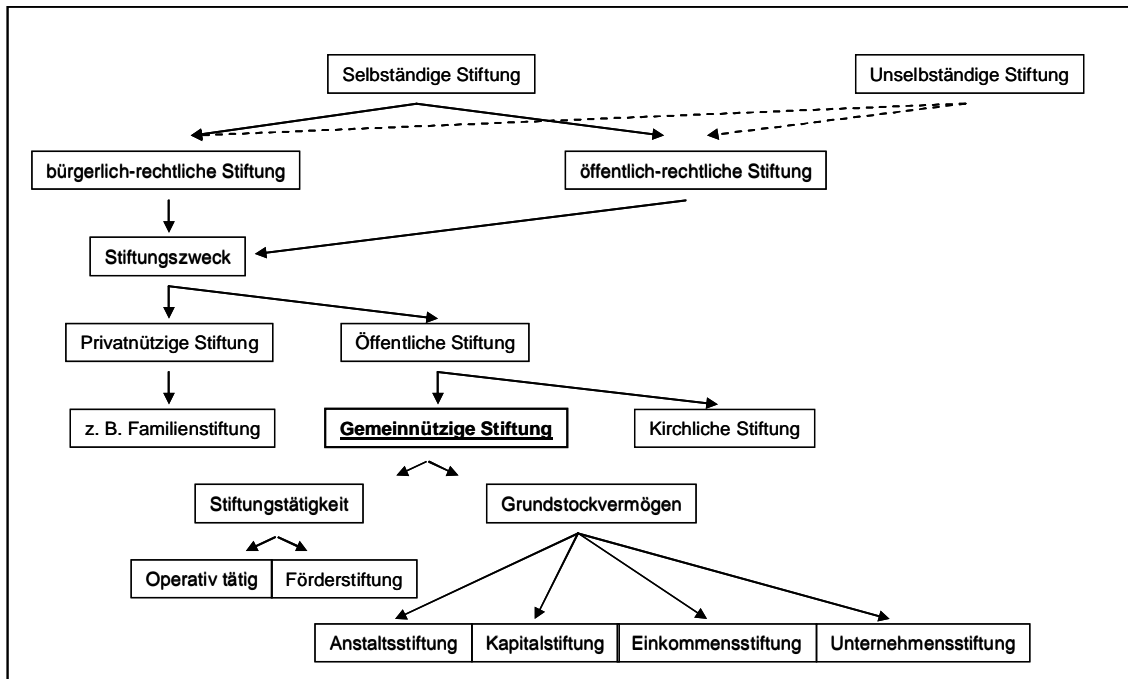 Selbständige Stiftung
Unselbständige Stiftung
bürgerlich-rechtliche Stiftung
öffentlich-rechtliche Stiftung
Stiftungszweck
Privatnützige Stiftung
Öffentliche Stiftung
z. B. Familienstiftung
Gemeinnützige Stiftung
Kirchliche Stiftung
Stiftungstätigkeit
Grundstockvermögen
Operativ tätig
Förderstiftung
Anstaltsstiftung
Kapitalstiftung
Einkommensstiftung
Unternehmensstiftung